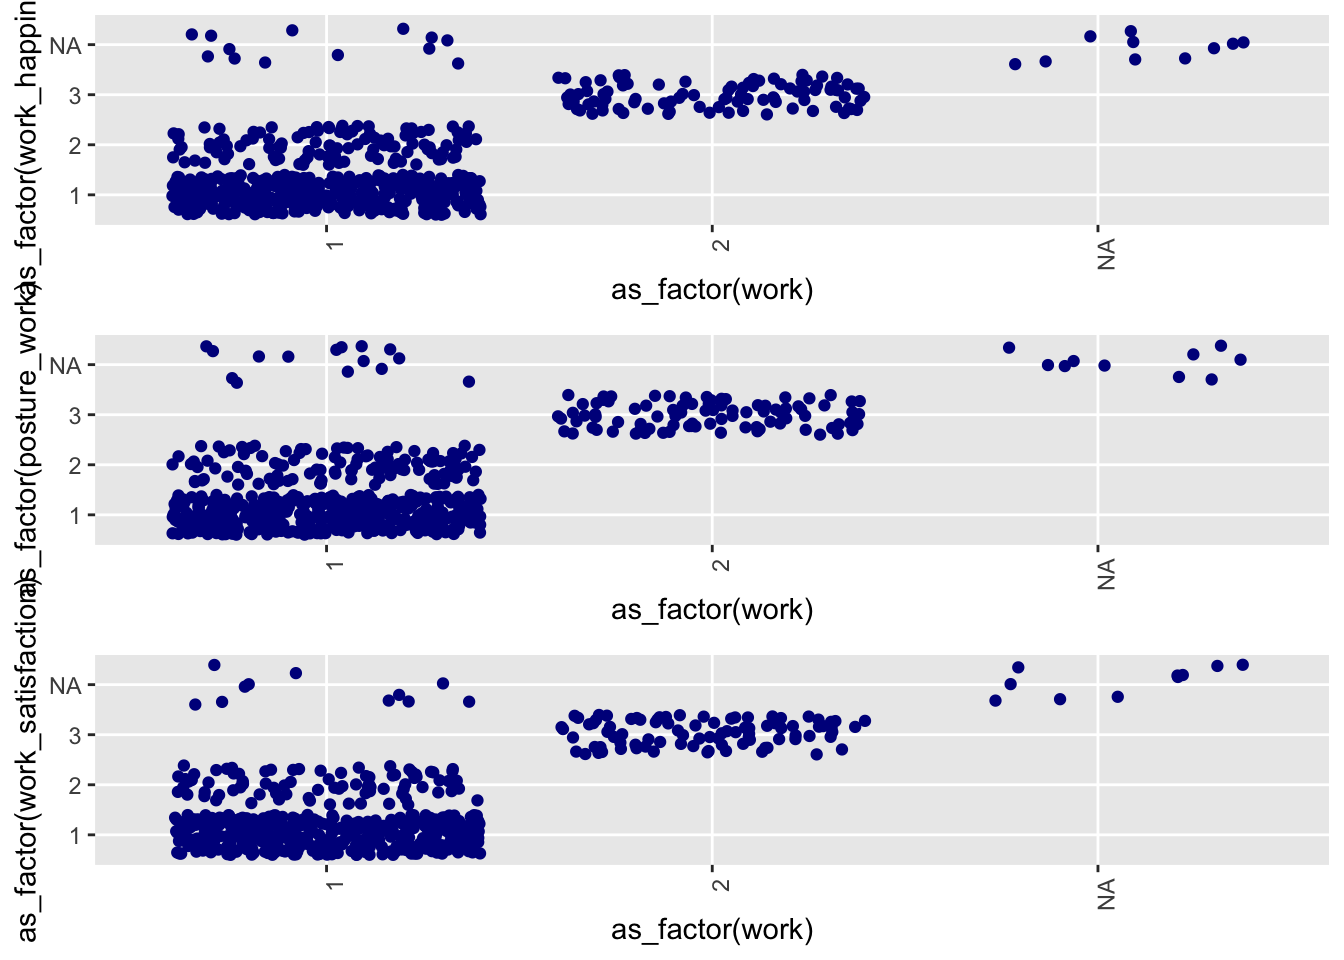 as_factor(work_happin
NA
3
2
1
1
2
NA
as_factor(work)
as_factor(posture_work)
NA
3
2
1
1
2
NA
as_factor(work)
as_factor(work_satisfaction)
NA
3
2
1
1
2
NA
as_factor(work)